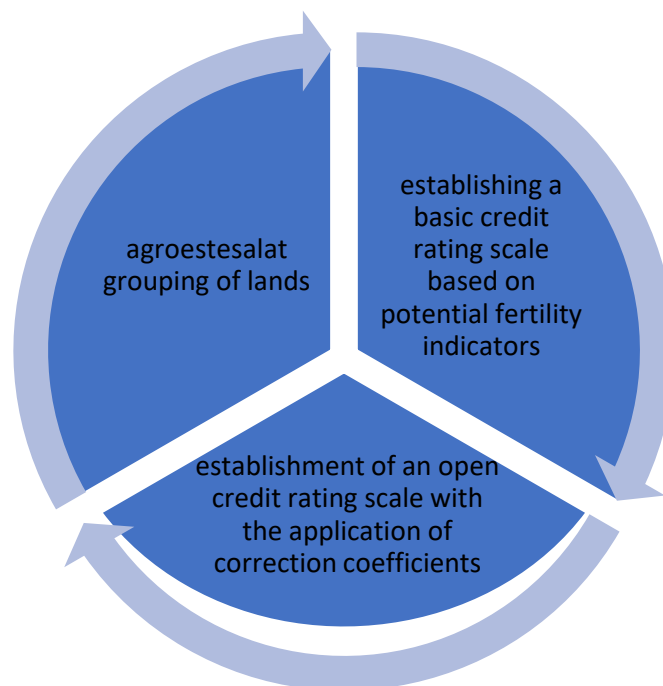 establishing a
basic credit
rating scale
based on
potential fertility
indicators
agroestesalat
grouping of lands
establishment of an open
credit rating scale with
the application of
correction coefficients